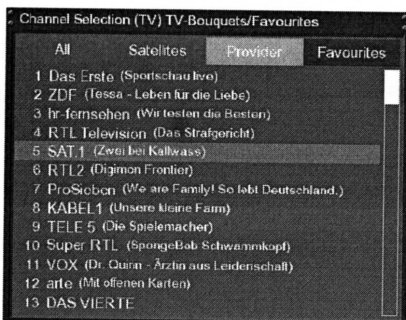 Channel Selection (TV) TV-Bouquets/Favourites
All Satellites Provider Favourites
1 Das Erste (Sportschau live)
2 ZDF (Tessa - Leben für die Liebe)
3 hr-fernsehen (Wir testen die Besten)
4 RTL Television (Das Strafgericht)
5 SAT.1 (Zwei bei Kallwass)
6 RTL2 (Digimon Frontier)
7 ProSieben (We are Family! So lebt Deutschland.)
8 KABEL1 (Unsere kleine Farm)
9 TELE 5 (Die Spielemacher)
10 Super RTL (SpongeBob Schwammkopf)
11 VOX (Dr. Quinn - Ärztin aus Leidenschaft)
12 arte (Mit offenen Karten)
13 DAS VIERTE